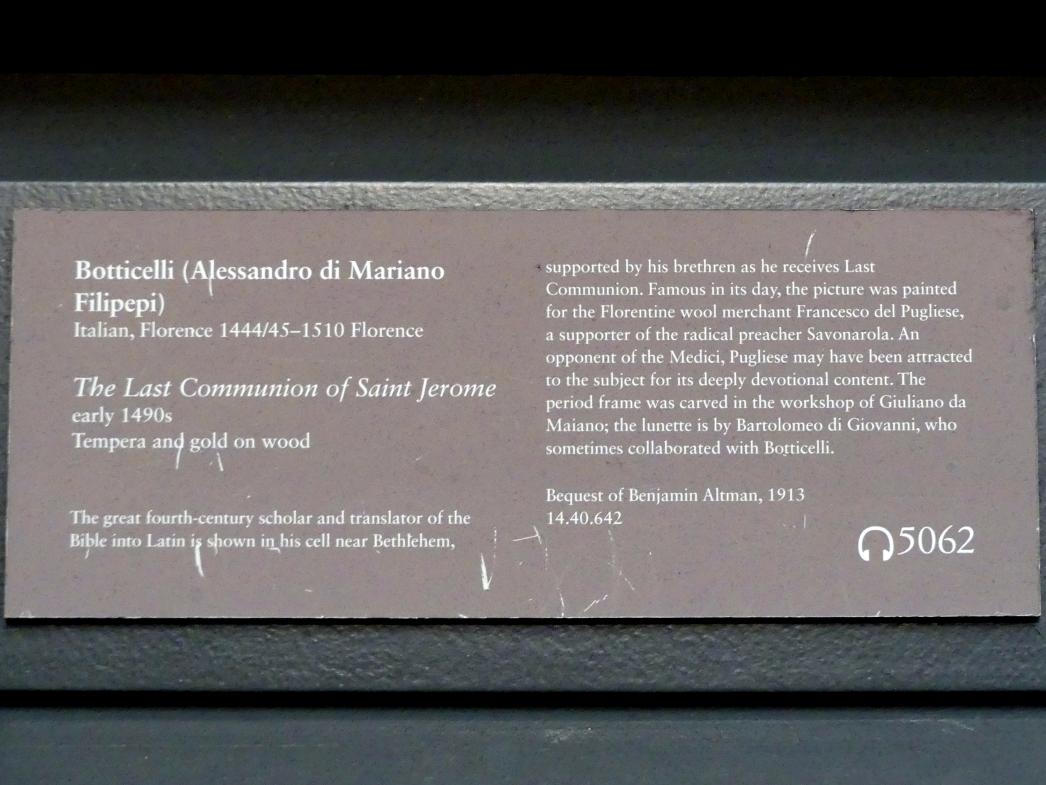 Botticelli (Alessandro di Mariano
Filipepi)
Italian, Florence 1444/45–1510 Florence
The Last Communion of Saint Jerome
early 1490s
Tempera and gold on wood
The great fourth-century scholar and translator of the
Bible into Latin is shown in his cell near Bethlehem,
supported by his brethren as he receives Last
Communion. Famous in its day, the picture was painted
for the Florentine wool merchant Francesco del Pugliese,
a supporter of the radical preacher Savonarola. An
opponent of the Medici, Pugliese may have been attracted
to the subject for its deeply devotional content. The
period frame was carved in the workshop of Giuliano da
Maiano; the lunette is by Bartolomeo di Giovanni, who
sometimes collaborated with Botticelli.
Bequest of Benjamin Altman, 1913
14.40.642
5062